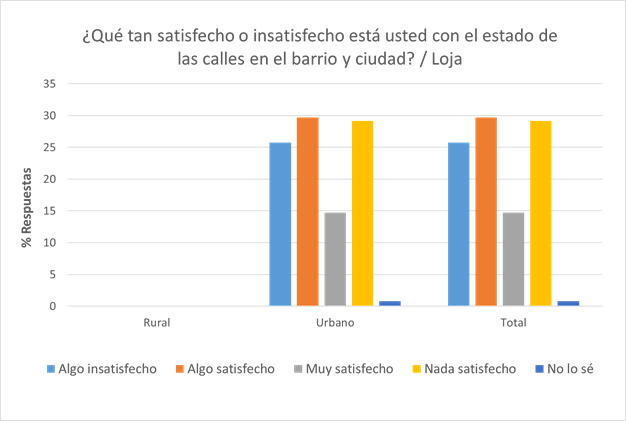 ¿Qué tan satisfecho o insatisfecho está usted con el estado de
las calles en el barrio y ciudad? / Loja
35
30
25
20
15
10
5
0
% Respuestas
Rural Urbano Total
Algo insatisfecho Algo satisfecho Muy satisfecho Nada satisfecho No lo sé